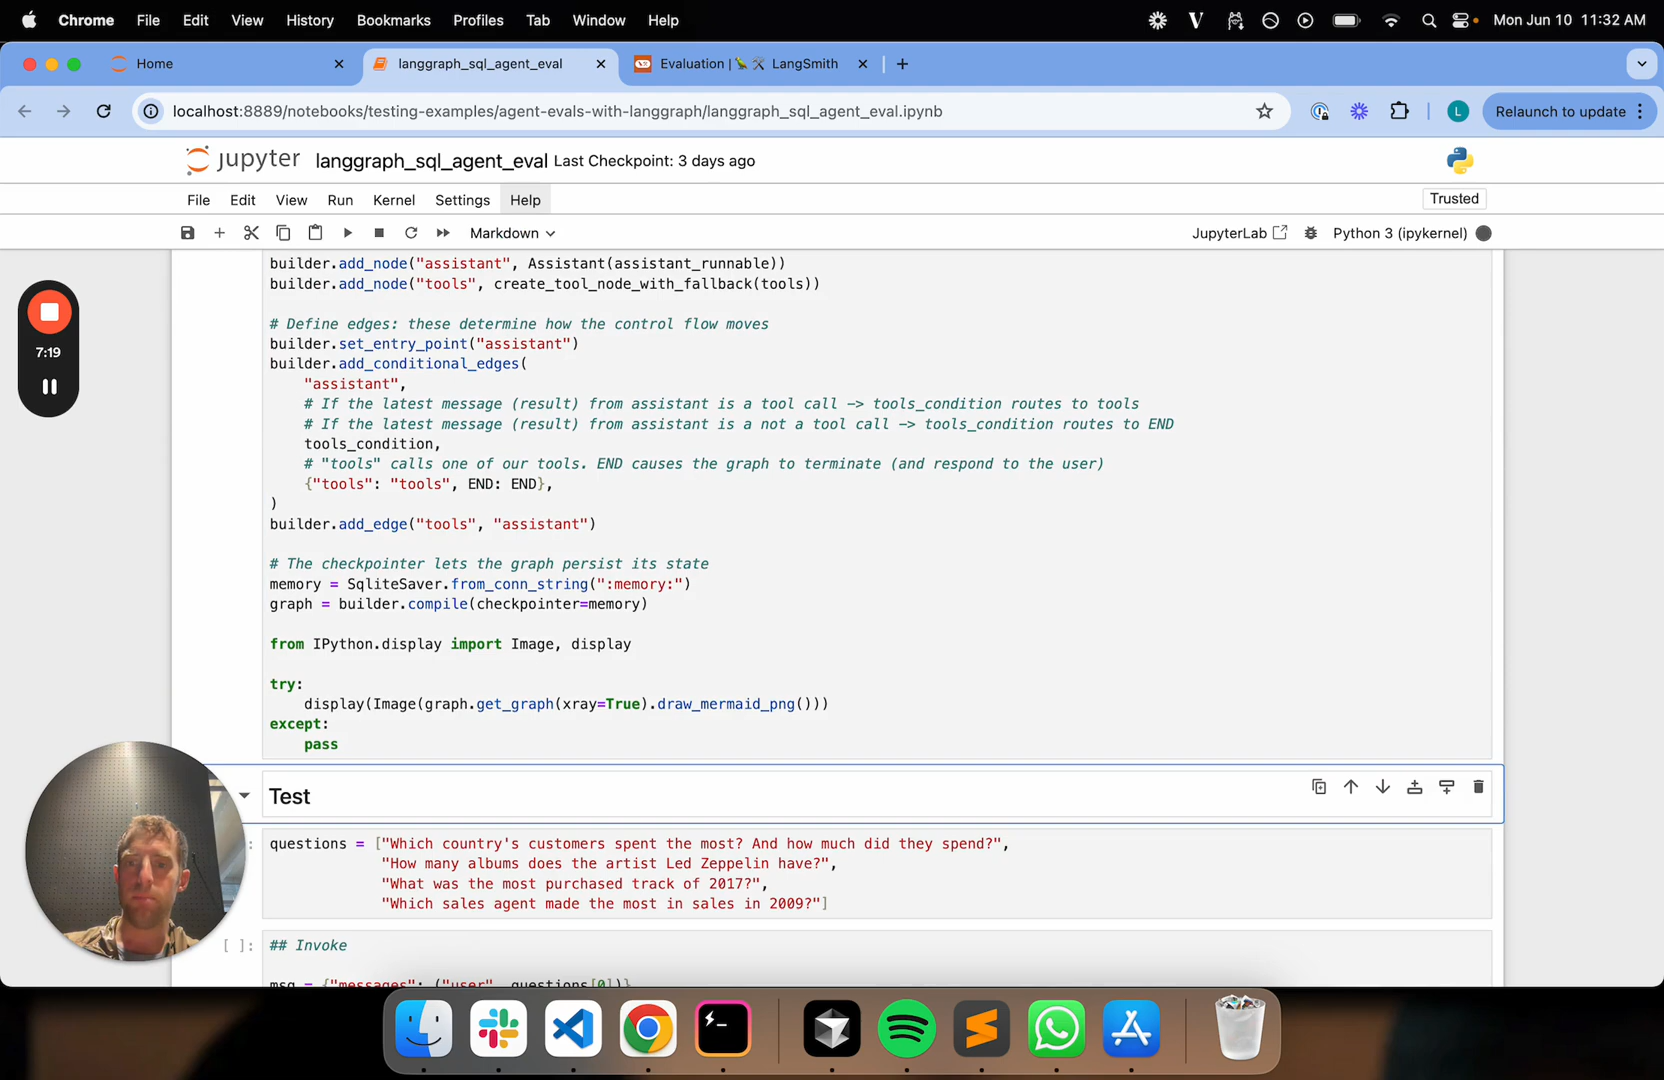 Chrome File Edit View History Bookmarks Profiles Tab Window Help V Mon Jun 10 11:32 AM
Home langgraph_sql_agent_eval Evaluation | 🦜🛠️ LangSmith
localhost:8889/notebooks/testing-examples/agent-evals-with-langgraph/langgraph_sql_agent_eval.ipynb L Relaunch to update
jupyter langgraph_sql_agent_eval Last Checkpoint: 3 days ago
File Edit View Run Kernel Settings Help Trusted
Markdown JupyterLab Python 3 (ipykernel)
builder.add_node("assistant", Assistant(assistant_runnable))
builder.add_node("tools", create_tool_node_with_fallback(tools))
# Define edges: these determine how the control flow moves
builder.set_entry_point("assistant")
builder.add_conditional_edges(
"assistant",
# If the latest message (result) from assistant is a tool call -> tools_condition routes to tools
# If the latest message (result) from assistant is a not a tool call -> tools_condition routes to END
tools_condition,
# "tools" calls one of our tools. END causes the graph to terminate (and respond to the user)
{"tools": "tools", END: END},
)
builder.add_edge("tools", "assistant")
# The checkpointer lets the graph persist its state
memory = SqliteSaver.from_conn_string(":memory:")
graph = builder.compile(checkpointer=memory)
from IPython.display import Image, display
try:
display(Image(graph.get_graph(xray=True).draw_mermaid_png()))
except:
pass
7:19
Test
questions = ["Which country's customers spent the most? And how much did they spend?",
"How many albums does the artist Led Zeppelin have?",
"What was the most purchased track of 2017?",
"Which sales agent made the most in sales in 2009?"]
[ ]: ## Invoke
msg = {"messages": ("user", questions[0])}